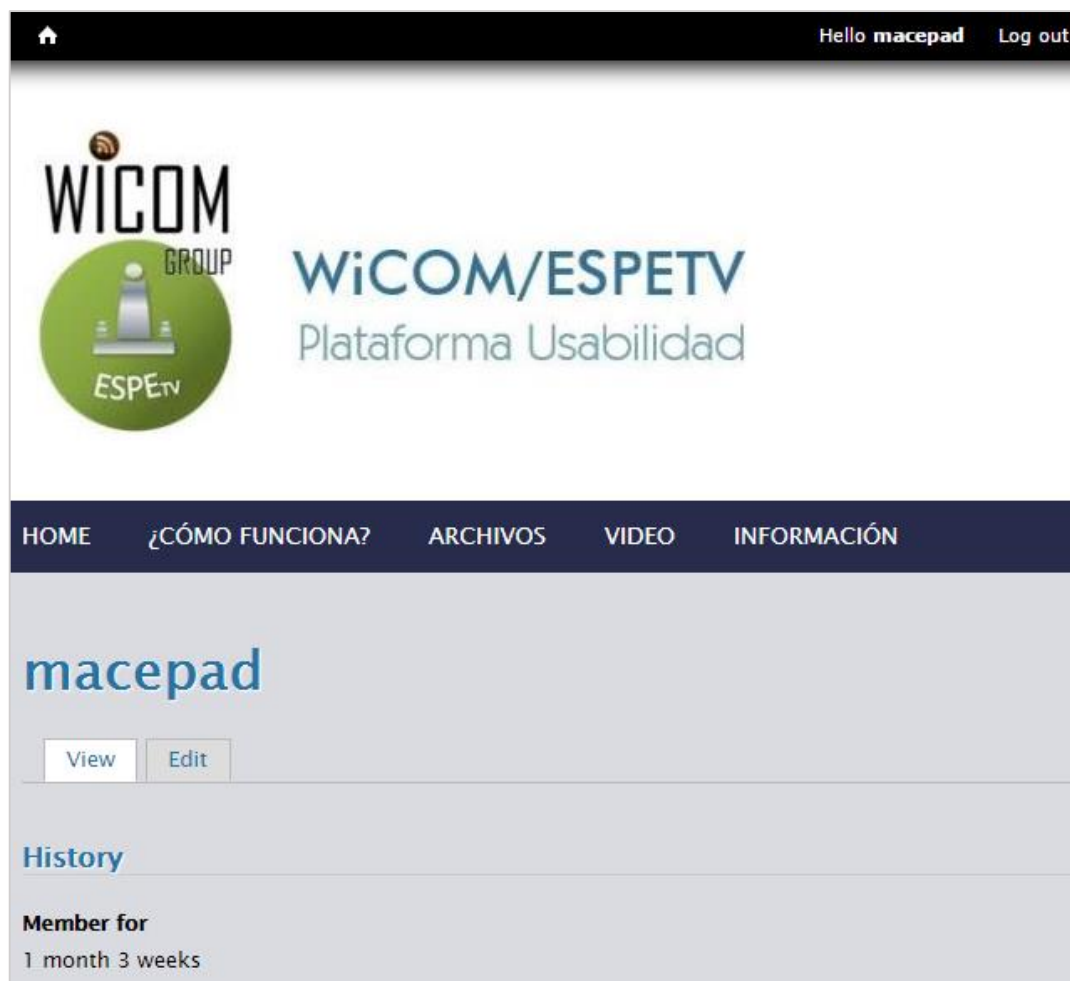 Hello macepad Log out
WiCOM
GROUP
ESPETV
WiCOM/ESPETV
Plataforma Usabilidad
HOME ¿CÓMO FUNCIONA? ARCHIVOS VIDEO INFORMACIÓN
macepad
View Edit
History
Member for
1 month 3 weeks